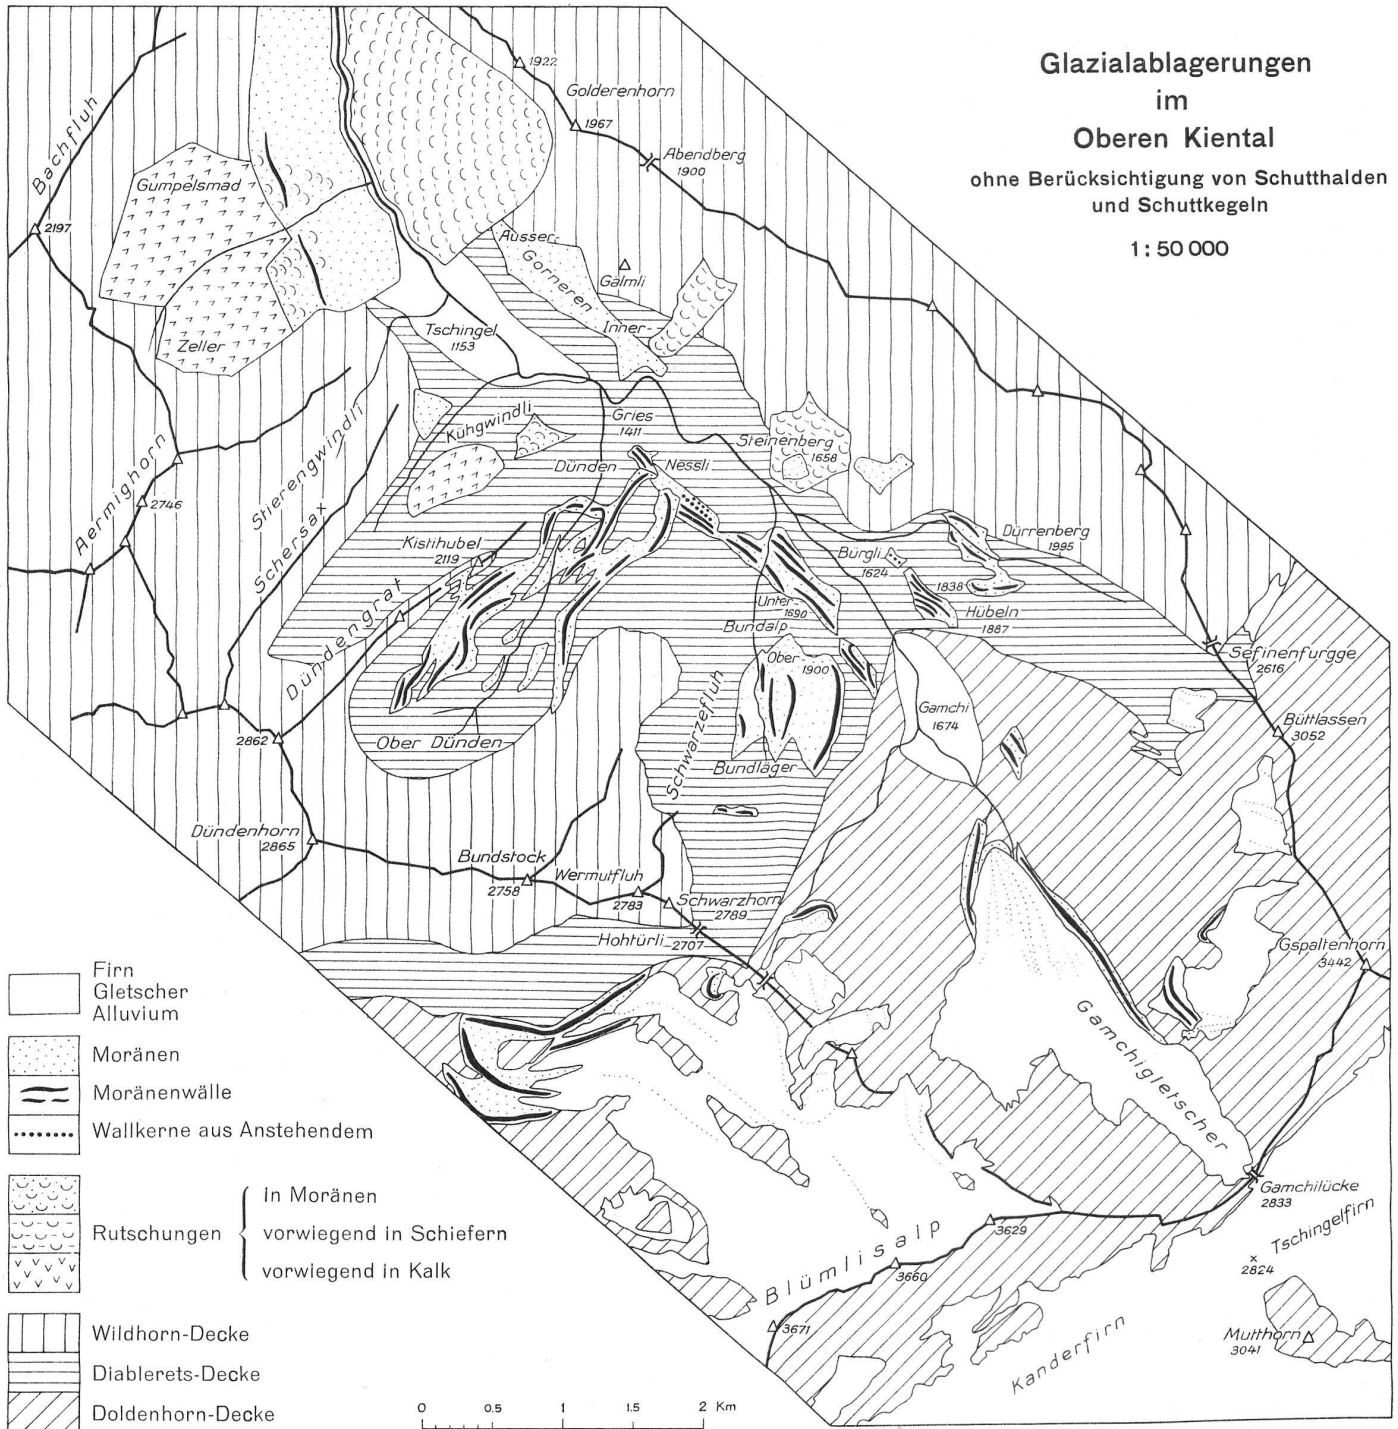 Glazialablagerungen
im
Oberen Kiental
ohne Berücksichtigung von Schutthalden
und Schuttkegeln
1 : 50 000
1922
Golderenhorn
1967
Abendberg
1900
Bachfluh
Gumpelsmad
2197
Ausser-
Gorneren
Galmli
Inner-
Tschingel
1153
Zeller
Gries
1411
Kühgwindli
Steinenberg
1658
Dünden
Nessli
Stierengwindli
Aermighorn
2746
Schersax
Kistihubel
2119
Dürrenberg
1995
Bürgli
1624
1838
Unter-
1690
Hübeln
1887
Bundalp
Dündengrat
Ober
1900
Sefinenfurgge
2616
Schwarzefluh
Gamchi
1674
Büttlassen
3052
2862
Ober Dünden
Bundläger
Dündenhorn
2865
Bundstock
2758
Wermutfluh
2783
Schwarzhorn
2789
Hohtürli
2707
Gspaltenhorn
3442
Gamchigletscher
Gamchilücke
2833
Tschingelfirn
2824
Blümlisalp
3629
3660
3671
Mutthorn
3041
Kanderfirn
Firn
Gletscher
Alluvium
Moränen
Moränenwälle
Wallkerne aus Anstehendem
Rutschungen
in Moränen
vorwiegend in Schiefern
vorwiegend in Kalk
Wildhorn-Decke
Diablerets-Decke
Doldenhorn-Decke
0 0.5 1 1.5 2 Km